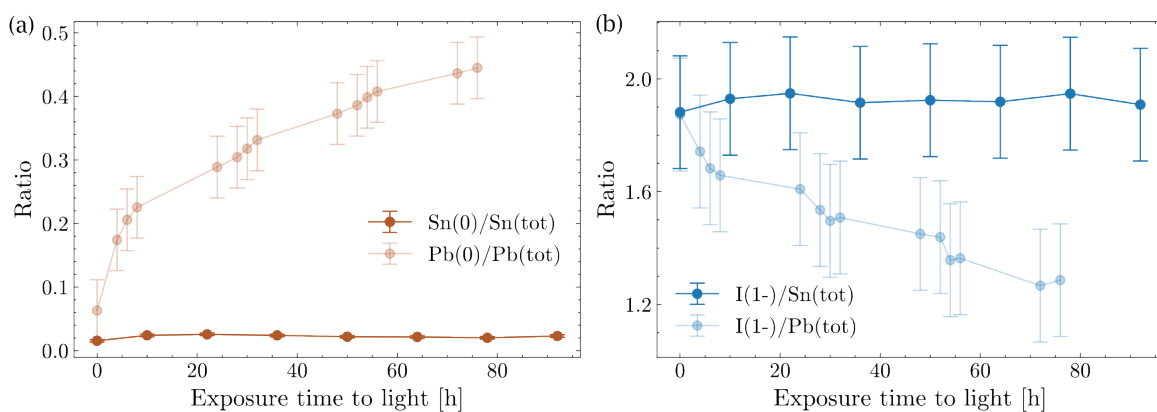 (a)
0.5
0.4
0.3
0.2
0.1
0.0
Ratio
Sn(0)/Sn(tot)
Pb(0)/Pb(tot)
0 20 40 60 80
Exposure time to light [h]
(b)
2.0
1.6
1.2
Ratio
I(1-)/Sn(tot)
I(1-)/Pb(tot)
0 20 40 60 80
Exposure time to light [h]